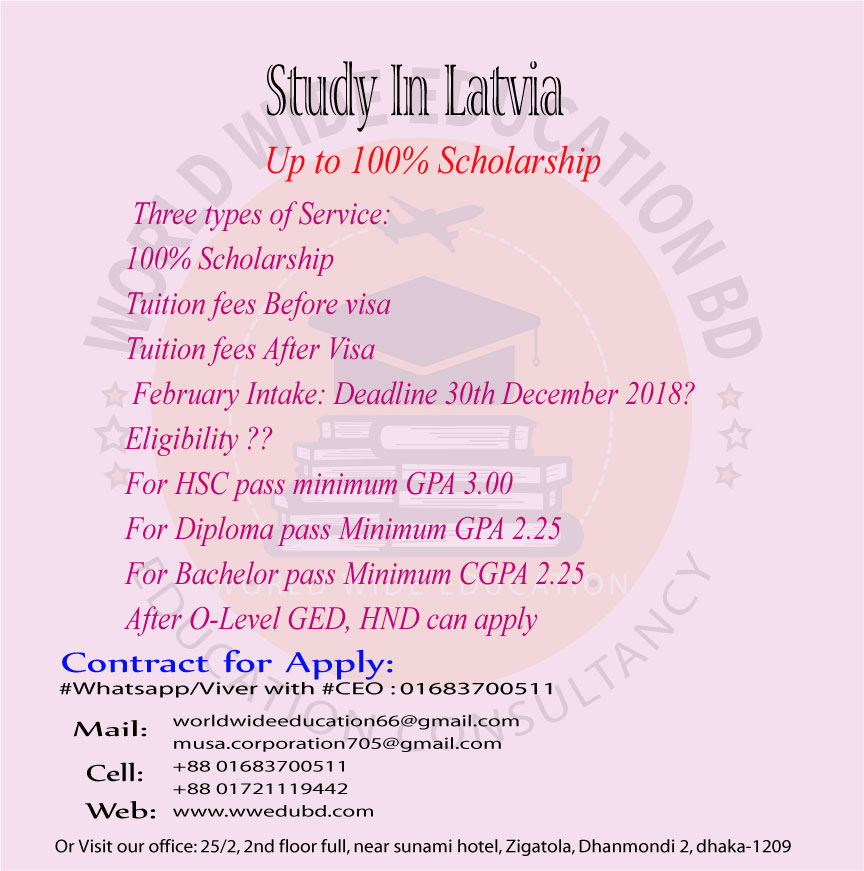 Study In Latvia
Up to 100% Scholarship
Three types of Service:
100% Scholarship
Tuition fees Before visa
Tuition fees After Visa
February Intake: Deadline 30th December 2018?
Eligibility ??
For HSC pass minimum GPA 3.00
For Diploma pass Minimum GPA 2.25
For Bachelor pass Minimum CGPA 2.25
After O-Level GED, HND can apply
Contract for Apply:
#Whatsapp/Viver with #CEO : 01683700511
Mail: worldwideeducation66@gmail.com
musa.corporation705@gmail.com
Cell: +88 01683700511
+88 01721119442
Web: www.wwedubd.com
Or Visit our office: 25/2, 2nd floor full, near sunami hotel, Zigatola, Dhanmondi 2, dhaka-1209
WORLD WIDE EDUCATION BD
WORLD WIDE EDUCATION
EDUCATION CONSULTANCY